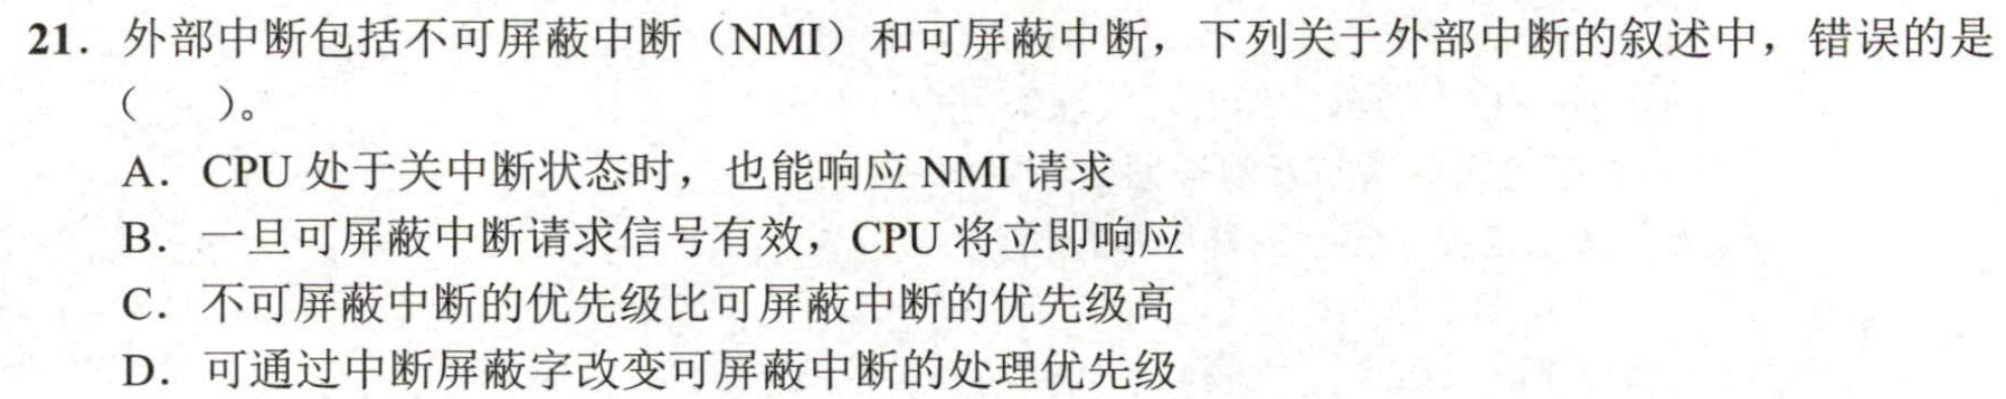 21. 外部中断包括不可屏蔽中断（NMI）和可屏蔽中断，下列关于外部中断的叙述中，错误的是
（ ）。
A. CPU 处于关中断状态时，也能响应 NMI 请求
B. 一旦可屏蔽中断请求信号有效，CPU 将立即响应
C. 不可屏蔽中断的优先级比可屏蔽中断的优先级高
D. 可通过中断屏蔽字改变可屏蔽中断的处理优先级